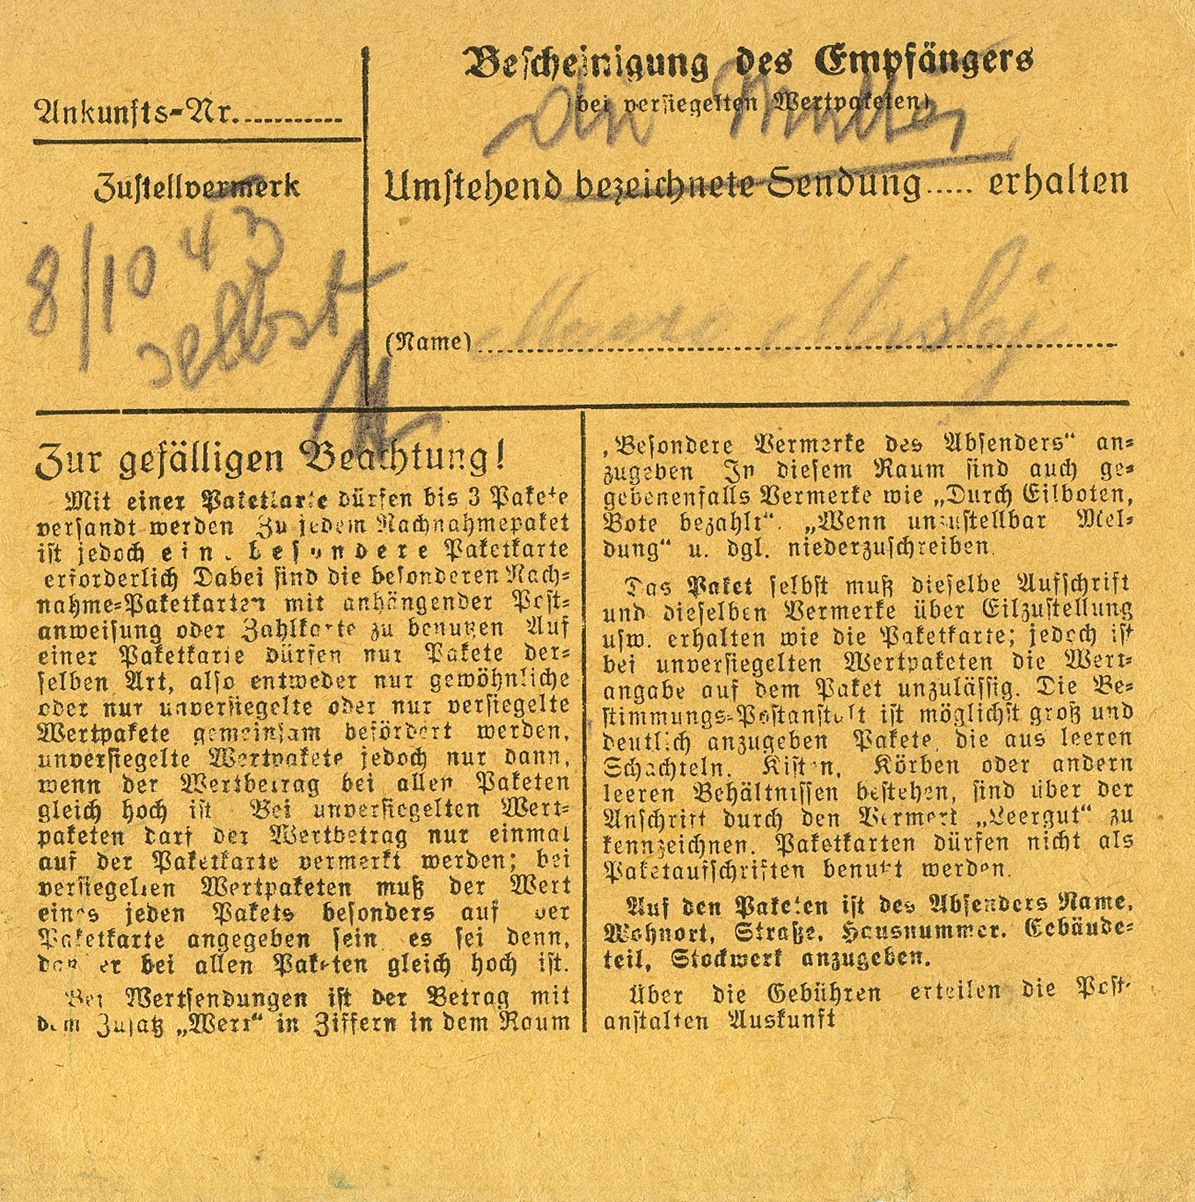 Ankunfts-Nr. ............
Zustellvermerk
8/10 43
selbst
Bescheinigung des Empfängers
(bei versiegelten Wertpaketen)
die Mutter
Umstehend bezeichnete Sendung ..... erhalten
(Name)
Zur gefälligen Beachtung!
Mit einer Paketkarte dürfen bis 3 Pakete
versandt werden Zu jedem Nachnahmepaket
ist jedoch eine besondere Paketkarte
erforderlich Dabei sind die besonderen Nach-
nahme-Paketkarten mit anhängender Post-
anweisung oder Zahlkarte zu benutzen Auf
einer Paketkarte dürfen nur Pakete der-
selben Art, also entweder nur gewöhnliche
oder nur unversiegelte oder nur versiegelte
Wertpakete gemeinsam befördert werden,
unversiegelte Wertpakete jedoch nur dann,
wenn der Wertbetrag bei allen Paketen
gleich hoch ist Bei unversiegelten Wert-
paketen darf der Wertbetrag nur einmal
auf der Paketkarte vermerkt werden; bei
versiegelten Wertpaketen muß der Wert
eines jeden Pakets besonders auf der
Paketkarte angegeben sein es sei denn,
daß er bei allen Paketen gleich hoch ist.
Bei Wertsendungen ist der Betrag mit
dem Zusatz „Wert“ in Ziffern in dem Raum
„Besondere Vermerke des Absenders“ an-
zugeben In diesem Raum sind auch ge-
gebenenfalls Vermerke wie „Durch Eilboten,
Bote bezahlt“. „Wenn unzustellbar Mel-
dung“ u. dgl. niederzuschreiben.
Das Paket selbst muß dieselbe Aufschrift
und dieselben Vermerke über Eilzustellung
usw. erhalten wie die Paketkarte; jedoch ist
bei unversiegelten Wertpaketen die Wert-
angabe auf dem Paket unzulässig. Die Be-
stimmungs-Postanstalt ist möglichst groß und
deutlich anzugeben Pakete, die aus leeren
Schachteln, Kisten, Körben oder andern
leeren Behältnissen bestehen, sind über der
Anschrift durch den Vermerk „Leergut“ zu
kennzeichnen. Paketkarten dürfen nicht als
Paketaufschriften benutzt werden.
Auf den Paketen ist des Absenders Name,
Wohnort, Straße, Hausnummer, Gebäude-
teil, Stockwerk anzugeben.
Über die Gebühren erteilen die Post-
anstalten Auskunft